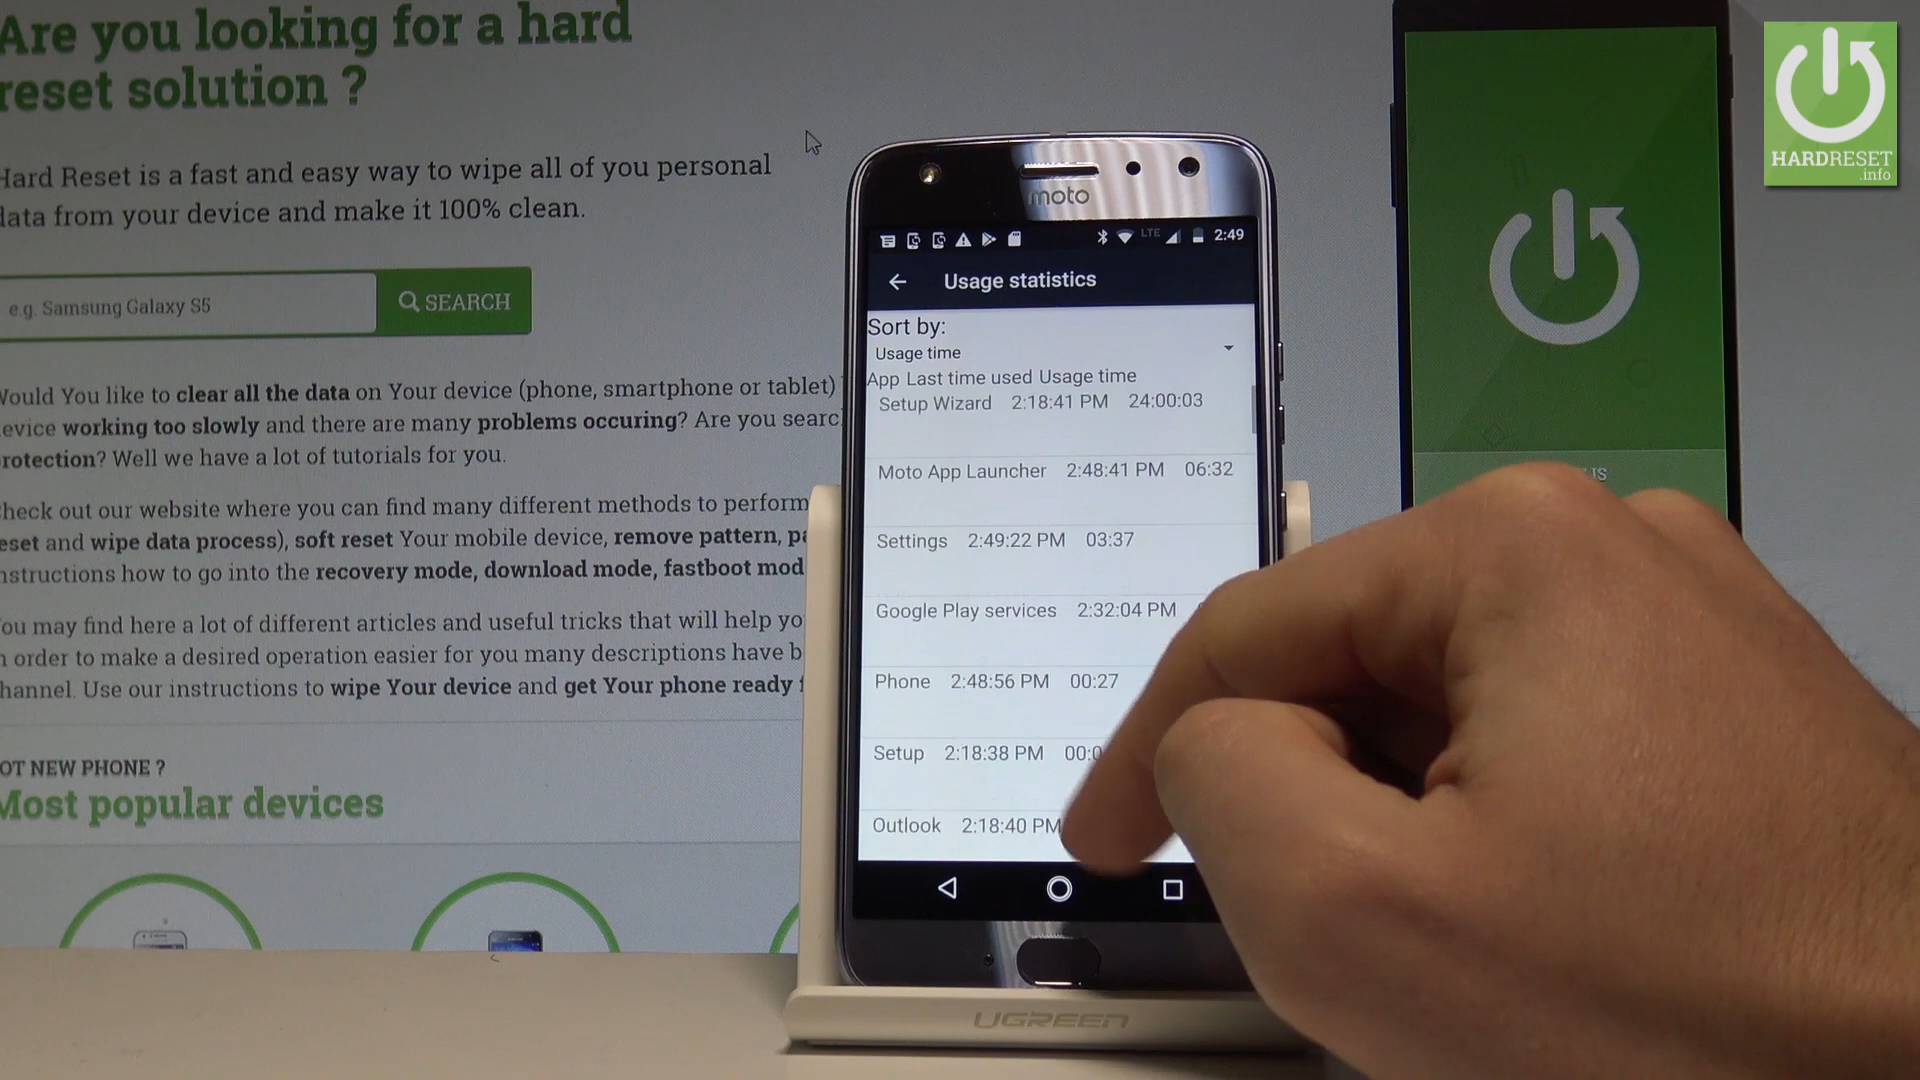 Are you looking for a hard
reset solution ?
Hard Reset is a fast and easy way to wipe all of you personal
data from your device and make it 100% clean.
e.g. Samsung Galaxy S5
SEARCH
Would You like to clear all the data on Your device (phone, smartphone or tablet)
device working too slowly and there are many problems occuring? Are you searc
protection? Well we have a lot of tutorials for you.
Check out our website where you can find many different methods to perform
reset and wipe data process), soft reset Your mobile device, remove pattern, pa
instructions how to go into the recovery mode, download mode, fastboot mod
You may find here a lot of different articles and useful tricks that will help yo
in order to make a desired operation easier for you many descriptions have b
channel. Use our instructions to wipe Your device and get Your phone ready f
OT NEW PHONE ?
Most popular devices
moto
LTE 2:49
Usage statistics
Sort by:
Usage time
App Last time used Usage time
Setup Wizard 2:18:41 PM 24:00:03
Moto App Launcher 2:48:41 PM 06:32
Settings 2:49:22 PM 03:37
Google Play services 2:32:04 PM
Phone 2:48:56 PM 00:27
Setup 2:18:38 PM 00:0
Outlook 2:18:40 PM
UGREEN
IS
HARDRESET
.info